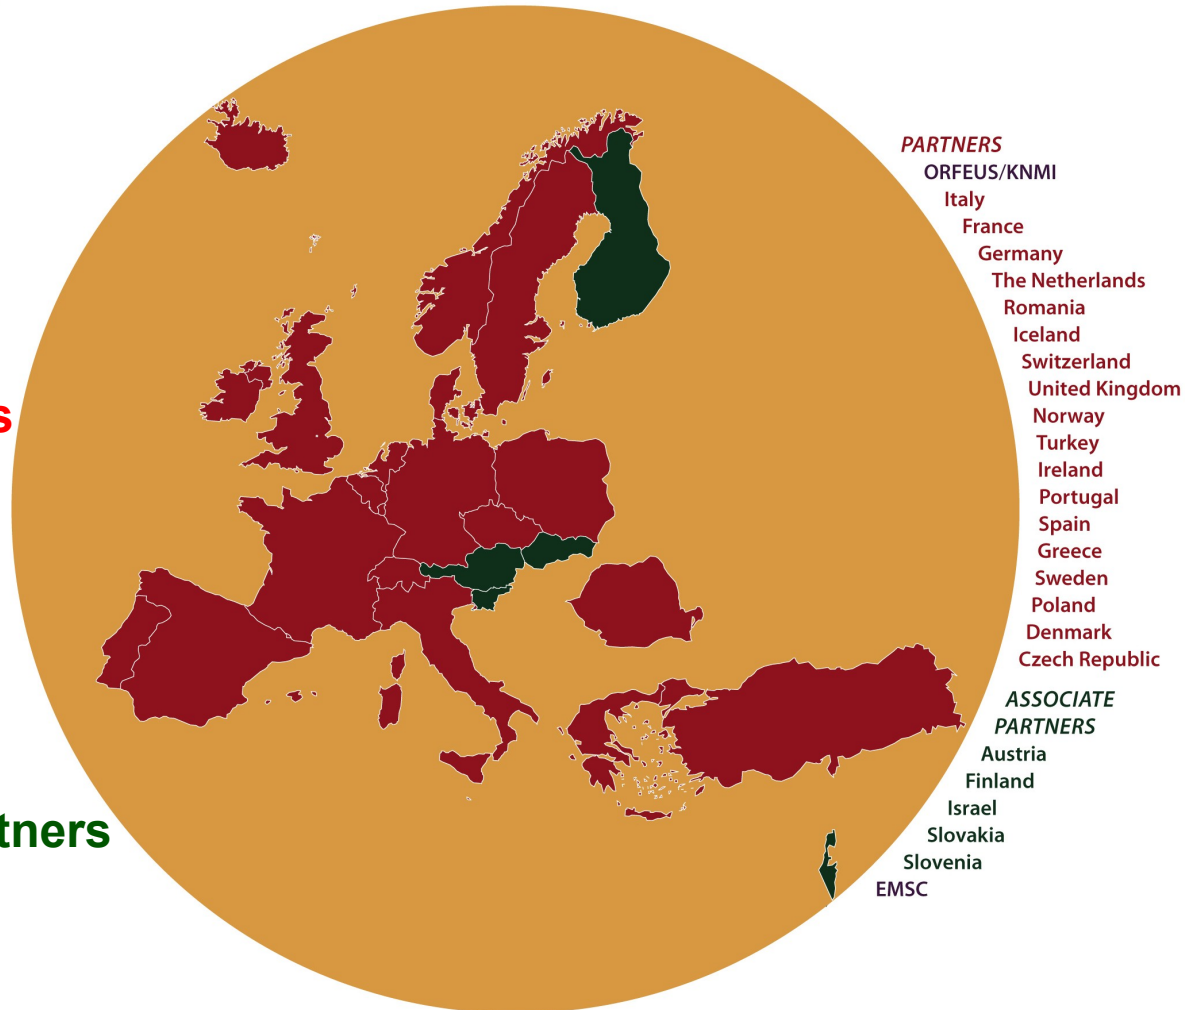 PARTNERS
ORFEUS/KNMI
Italy
France
Germany
The Netherlands
Romania
Iceland
Switzerland
United Kingdom
s
Norway
Turkey
Ireland
Portugal
Spain
Greece
Sweden
Poland
Denmark
Czech Republic
ASSOCIATE
PARTNERS
Austria
Finland
Israel
tners
Slovakia
Slovenia
EMSC